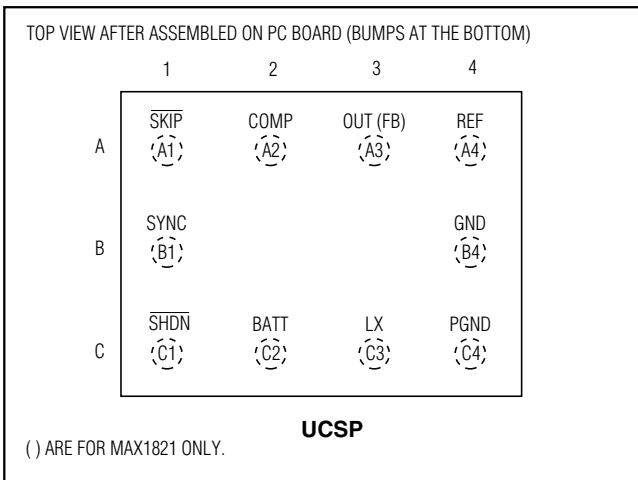 TOP VIEW AFTER ASSEMBLED ON PC BOARD (BUMPS AT THE BOTTOM)
1 2 3 4
SKIP COMP OUT (FB) REF
A A1 A2 A3 A4
SYNC GND
B B1 B4
SHDN BATT LX PGND
C C1 C2 C3 C4
UCSP
( ) ARE FOR MAX1821 ONLY.